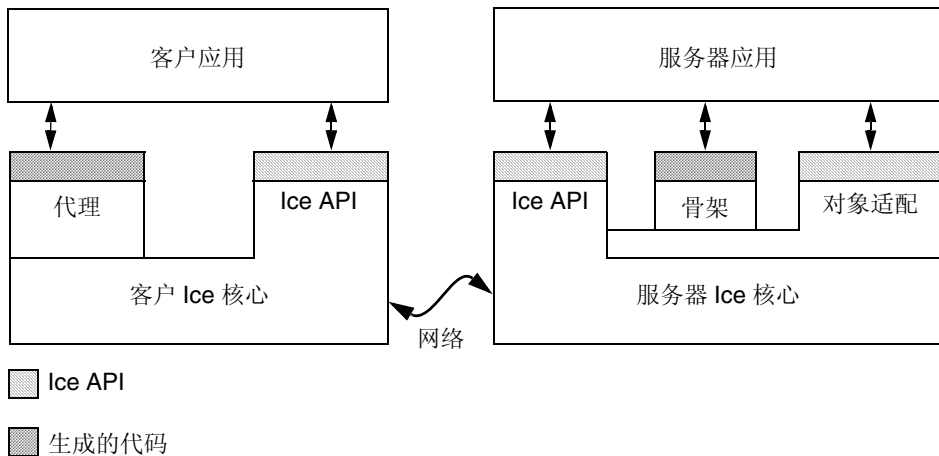 客户应用
服务器应用
代理
Ice API
Ice API
骨架
对象适配
客户 Ice 核心
服务器 Ice 核心
网络
Ice API
生成的代码